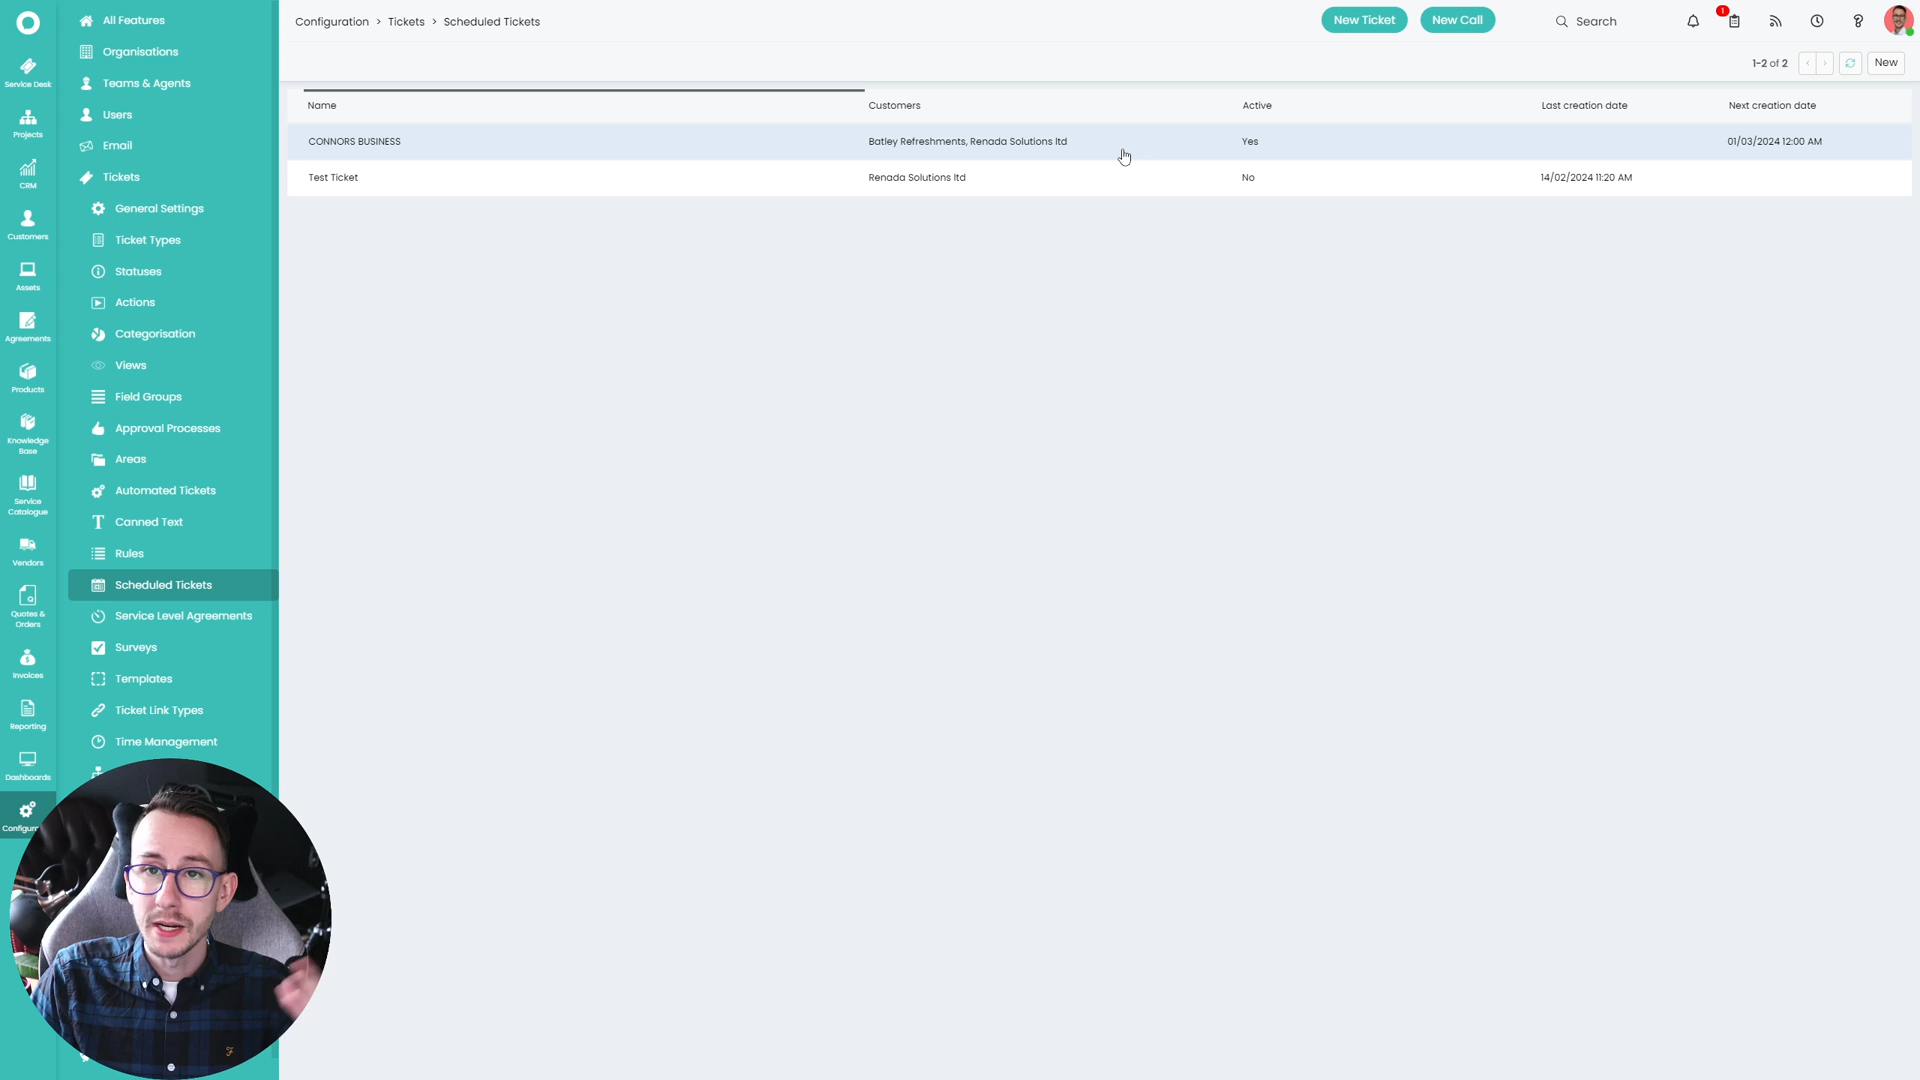 Configuration > Tickets > Scheduled Tickets
New Ticket
New Call
Search
1
1-2 of 2
New
Service Desk
Projects
CRM
Customers
Assets
Agreements
Products
Knowledge
Base
Service
Catalogue
Vendors
Quotes &
Orders
Invoices
Reporting
Dashboards
All Features
Organisations
Teams & Agents
Users
Email
Tickets
General Settings
Ticket Types
Statuses
Actions
Categorisation
Views
Field Groups
Approval Processes
Areas
Automated Tickets
Canned Text
Rules
Scheduled Tickets
Service Level Agreements
Surveys
Templates
Ticket Link Types
Time Management
Name Customers Active Last creation date Next creation date
CONNORS BUSINESS Batley Refreshments, Renada Solutions ltd Yes 01/03/2024 12:00 AM
Test Ticket Renada Solutions ltd No 14/02/2024 11:20 AM